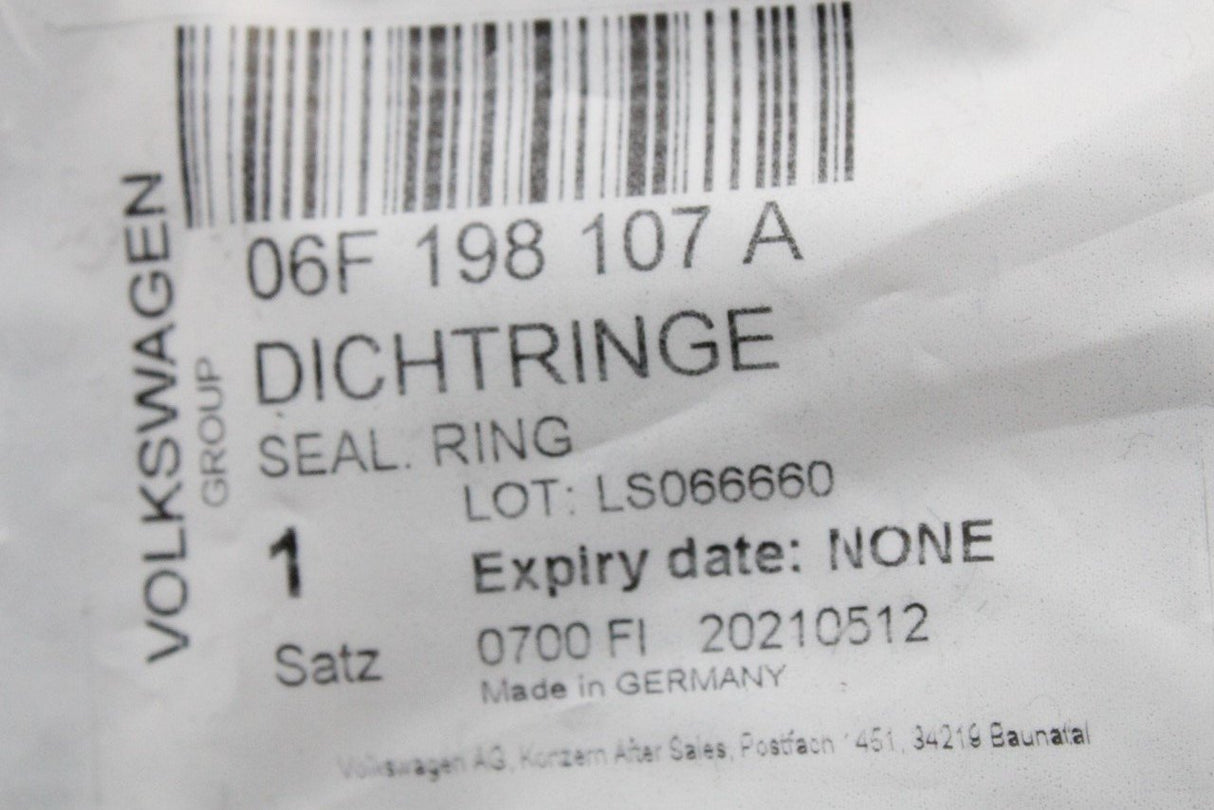 VOLKSWAGEN
GROUP
06F 198 107 A
DICHTRINGE
SEAL. RING
LOT: LS066660
1
Expiry date: NONE
Satz
0700 FI 20210512
Made in GERMANY
Volkswagen AG, Konzern After Sales, Postfach 1451, 34219 Baunatal